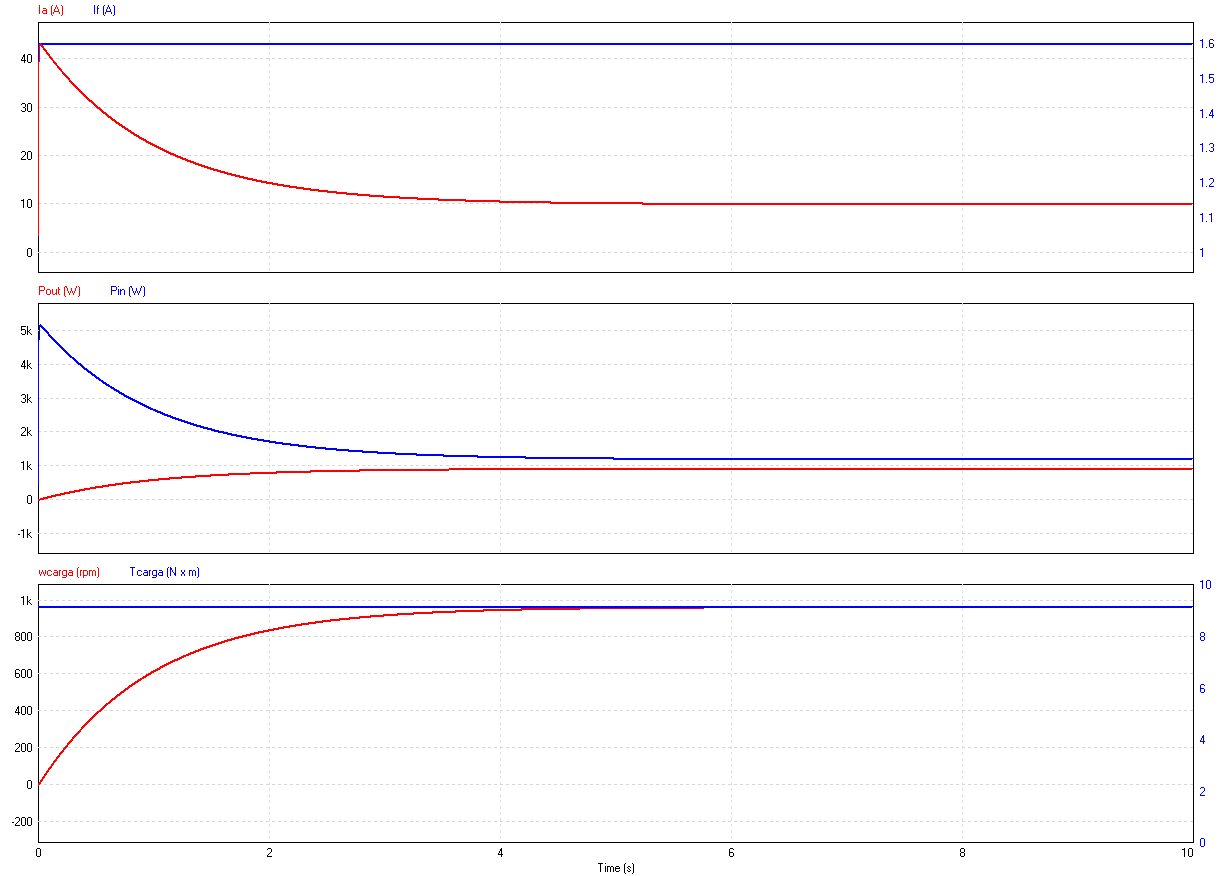 Ia (A) If (A)
40
30
20
10
0
1.6
1.5
1.4
1.3
1.2
1.1
1
Pout (W) Pin (W)
5k
4k
3k
2k
1k
0
-1k
wcarga (rpm) Tcarga (N x m)
1k
800
600
400
200
0
-200
10
8
6
4
2
0
0 2 4 6 8 10
Time (s)